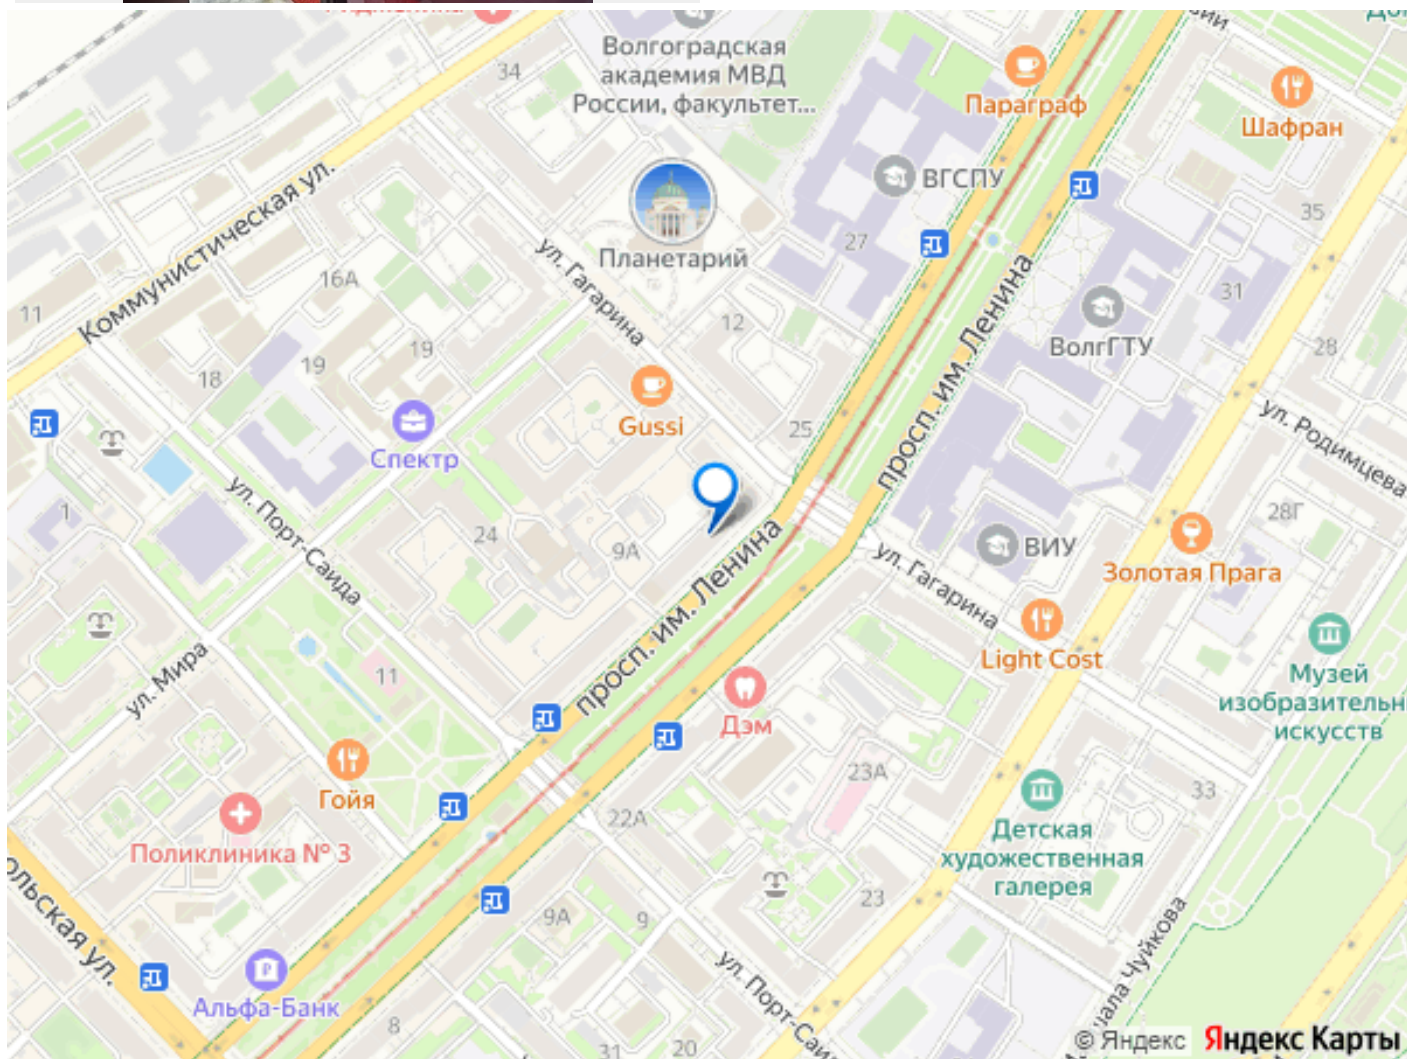 34
Волгоградская
академия МВД
России, факультет...
Параграф
Шафран
ВГСПУ
35
Коммунистическая ул.
ул. Гагарина
Планетарий
27
просп. им. Ленина
16А
11
12
31
ВолгГТУ
28
19
19
18
Gussi
25
ул. Родимцева
Спектр
ул. Порт-Саида
1
24
9А
28Г
ВИУ
Золотая Прага
ул. Гагарина
просп. им. Ленина
Light Cost
ул. Мира
11
Музей
изобразительн
искусств
Дэм
23А
33
Гойя
22А
Детская
художественная
галерея
Поликлиника № 3
ольская ул.
9А
9
23
ул. Порт-Саи
ала Чуйкова
Альфа-Банк
8
31
20
© Яндекс Яндекс Карты